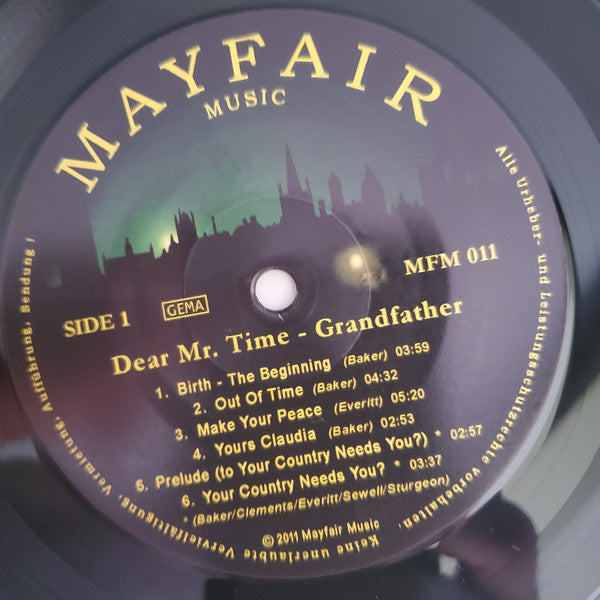 MAYFAIR
MUSIC
SIDE 1
GEMA
MFM 011
Dear Mr. Time - Grandfather
1. Birth - The Beginning (Baker) 03:59
2. Out Of Time (Baker) 04:32
3. Make Your Peace (Everitt) 05:20
4. Yours Claudia (Baker) 02:53
5. Prelude (to Your Country Needs You?) * 02:57
6. Your Country Needs You? * 03:37
* (Baker/Clements/Everitt/Sewell/Sturgeon)
© 2011 Mayfair Music
Alle Urheber- und Leistungsschutzrechte vorbehalten. Keine unerlaubte Vervielfältigung, Vermietung, Aufführung, Sendung !